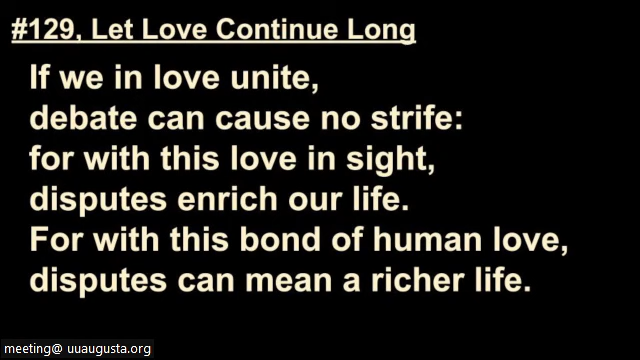 #129, Let Love Continue Long
If we in love unite,
debate can cause no strife:
for with this love in sight,
disputes enrich our life.
For with this bond of human love,
disputes can mean a richer life.
meeting@ uuaugusta.org